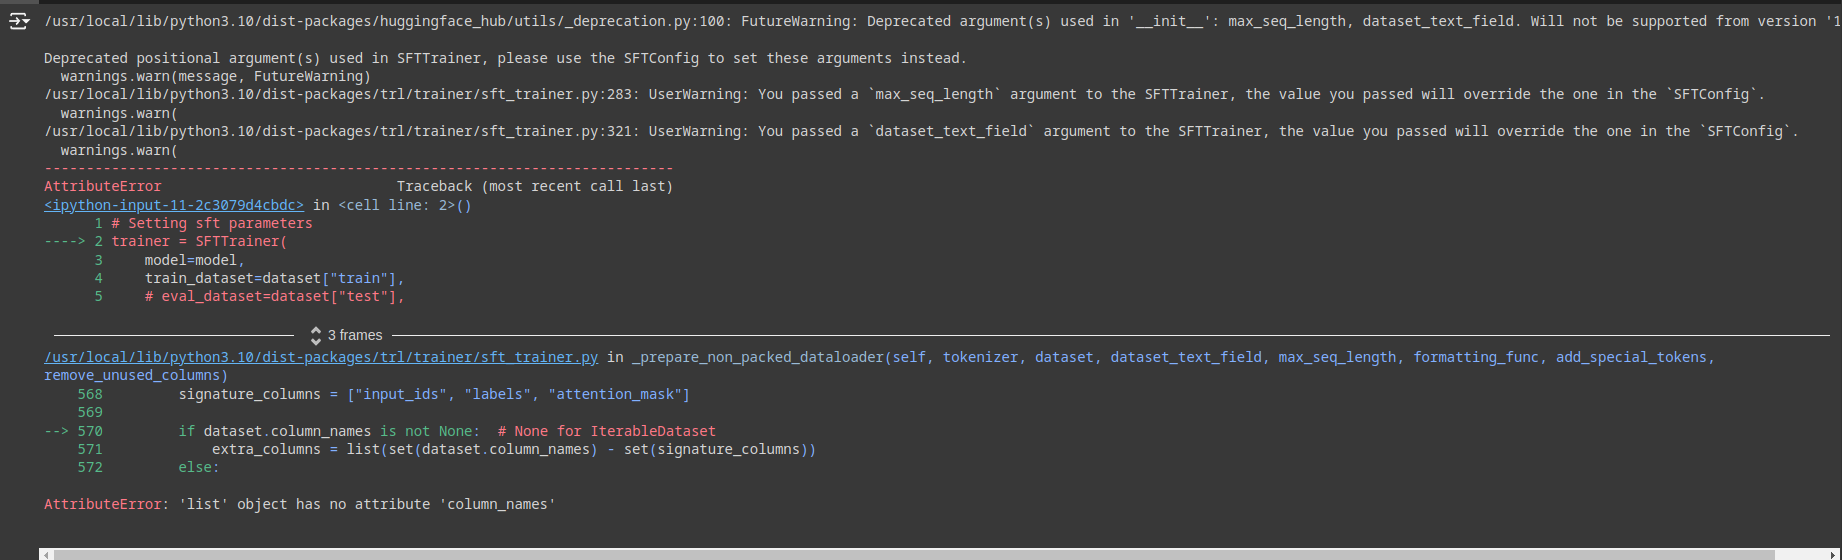 /usr/local/lib/python3.10/dist-packages/huggingface_hub/utils/_deprecation.py:100: FutureWarning: Deprecated argument(s) used in '__init__': max_seq_length, dataset_text_field. Will not be supported from version '1
Deprecated positional argument(s) used in SFTTrainer, please use the SFTConfig to set these arguments instead.
  warnings.warn(message, FutureWarning)
/usr/local/lib/python3.10/dist-packages/trl/trainer/sft_trainer.py:283: UserWarning: You passed a `max_seq_length` argument to the SFTTrainer, the value you passed will override the one in the `SFTConfig`.
  warnings.warn(
/usr/local/lib/python3.10/dist-packages/trl/trainer/sft_trainer.py:321: UserWarning: You passed a `dataset_text_field` argument to the SFTTrainer, the value you passed will override the one in the `SFTConfig`.
  warnings.warn(
---------------------------------------------------------------------------
AttributeError                            Traceback (most recent call last)
<ipython-input-11-2c3079d4cbdc> in <cell line: 2>()
      1 # Setting sft parameters
----> 2 trainer = SFTTrainer(
      3     model=model,
      4     train_dataset=dataset["train"],
      5     # eval_dataset=dataset["test"],
3 frames
/usr/local/lib/python3.10/dist-packages/trl/trainer/sft_trainer.py in _prepare_non_packed_dataloader(self, tokenizer, dataset, dataset_text_field, max_seq_length, formatting_func, add_special_tokens,
remove_unused_columns)
    568         signature_columns = ["input_ids", "labels", "attention_mask"]
    569
--> 570         if dataset.column_names is not None:  # None for IterableDataset
    571             extra_columns = list(set(dataset.column_names) - set(signature_columns))
    572         else:
AttributeError: 'list' object has no attribute 'column_names'